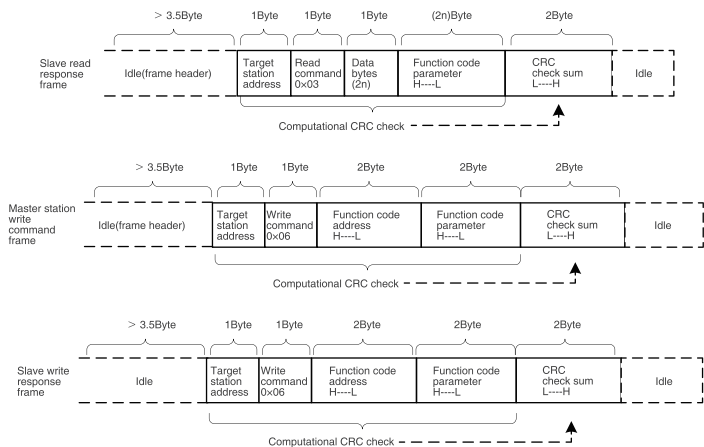 > 3.5Byte 1Byte 1Byte 1Byte (2n)Byte 2Byte
Slave read
response
frame
Idle(frame header)
Target
station
address
Read
command
0×03
Data
bytes
(2n)
Function code
parameter
H----L
CRC
check sum
L----H
Idle
Computational CRC check
> 3.5Byte 1Byte 1Byte 2Byte 2Byte 2Byte
Master station
write
command
frame
Idle(frame header)
Target
station
address
Write
command
0×06
Function code
address
H----L
Function code
parameter
H----L
CRC
check sum
L----H
Idle
Computational CRC check
> 3.5Byte 1Byte 1Byte 2Byte 2Byte 2Byte
Slave write
response
frame
Idle
Target
station
address
Write
command
0×06
Function code
address
H----L
Function code
parameter
H----L
CRC
check sum
L----H
Idle
Computational CRC check